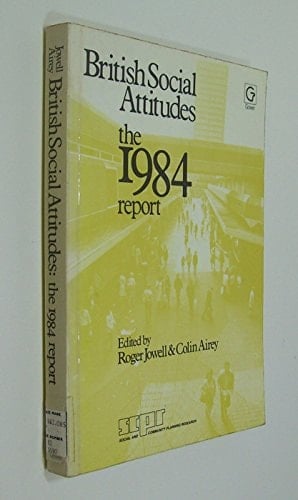 British Social
Attitudes
the
1984
report
G
Gower
Edited by
Roger Jowell & Colin Airey
scpr
SOCIAL AND COMMUNITY PLANNING RESEARCH
Jowell
Airey
British Social Attitudes: the 1984 report